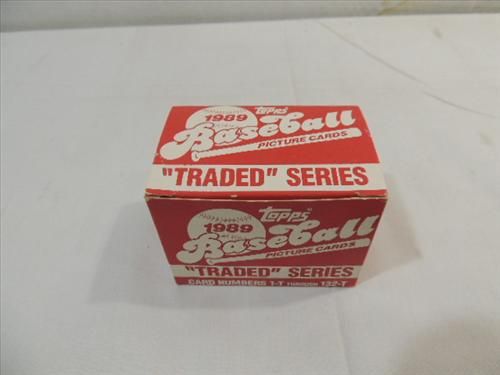 Topps
1989
Baseball
PICTURE CARDS
"TRADED" SERIES
Topps
1989
Baseball
PICTURE CARDS
"TRADED" SERIES
CARD NUMBERS 1-T THROUGH 132-T